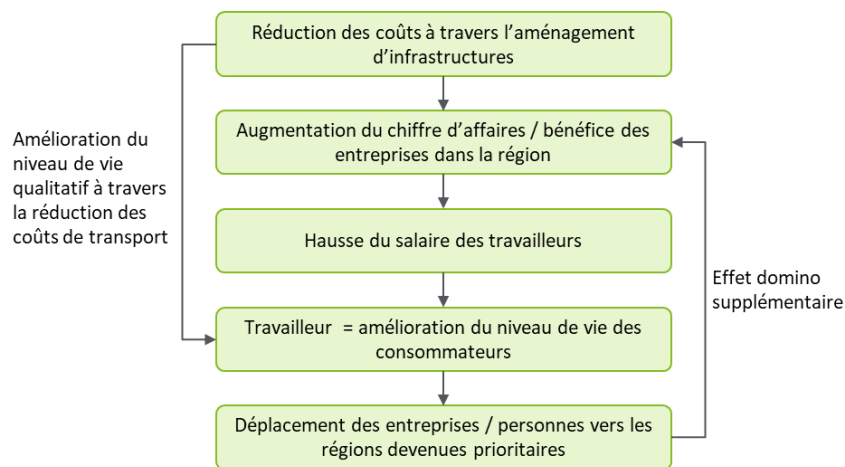 Réduction des coûts à travers l’aménagement
d’infrastructures
Augmentation du chiffre d’affaires / bénéfice des
entreprises dans la région
Amélioration du
niveau de vie
qualitatif à travers
la réduction des
coûts de transport
Hausse du salaire des travailleurs
Effet domino
supplémentaire
Travailleur = amélioration du niveau de vie des
consommateurs
Déplacement des entreprises / personnes vers les
régions devenues prioritaires